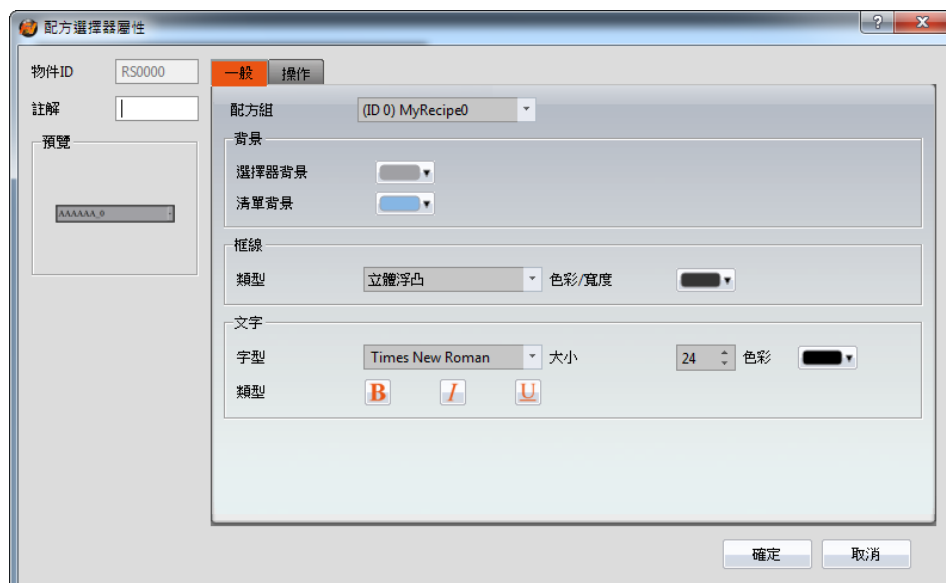 配方選擇器屬性
物件ID RS0000
註解
預覽
AAAAAA_0
一般 操作
配方組 (ID 0) MyRecipe0
背景
選擇器背景
清單背景
框線
類型 立體浮凸 色彩/寬度
文字
字型 Times New Roman 大小 24 色彩
類型 B I U
確定 取消